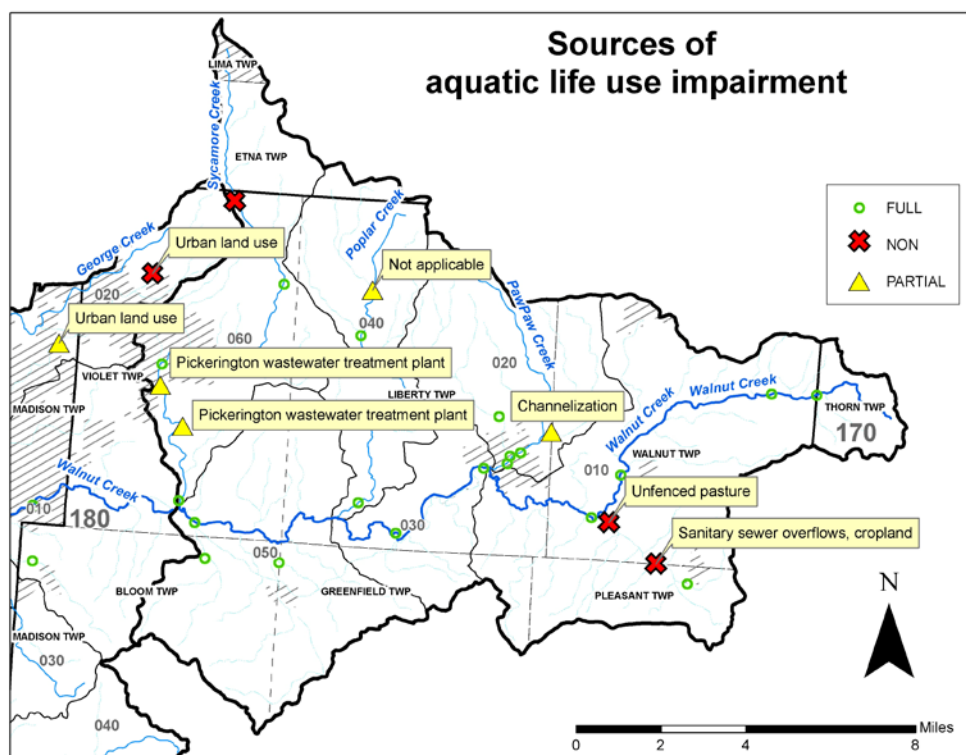 Sources of
aquatic life use impairment
LIMA TWP
Sycamore Creek
ETNA TWP
FULL
NON
PARTIAL
George Creek
Urban land use
Poplar Creek
Not applicable
020
Urban land use
060
040
PawPaw Creek
020
Pickerington wastewater treatment plant
VIOLET TWP
LIBERTY TWP
Walnut Creek
MADISON TWP
Pickerington wastewater treatment plant
Channelization
Walnut Creek
THORN TWP
170
WALNUT TWP
Walnut Creek
010
Unfenced pasture
010
180
030
Sanitary sewer overflows, cropland
050
BLOOM TWP
GREENFIELD TWP
PLEASANT TWP
N
MADISON TWP
030
040
Miles
0 2 4 8